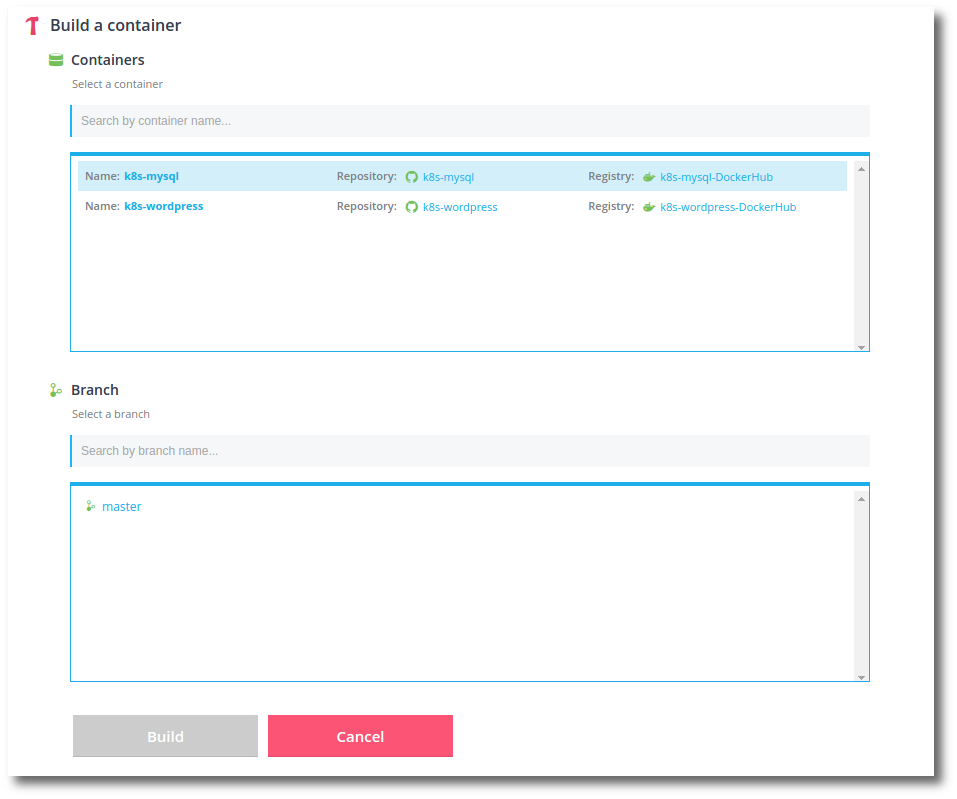 Build a container
Containers
Select a container
Search by container name...
Name: k8s-mysql Repository: k8s-mysql Registry: k8s-mysql-DockerHub
Name: k8s-wordpress Repository: k8s-wordpress Registry: k8s-wordpress-DockerHub
Branch
Select a branch
Search by branch name...
master
Build Cancel